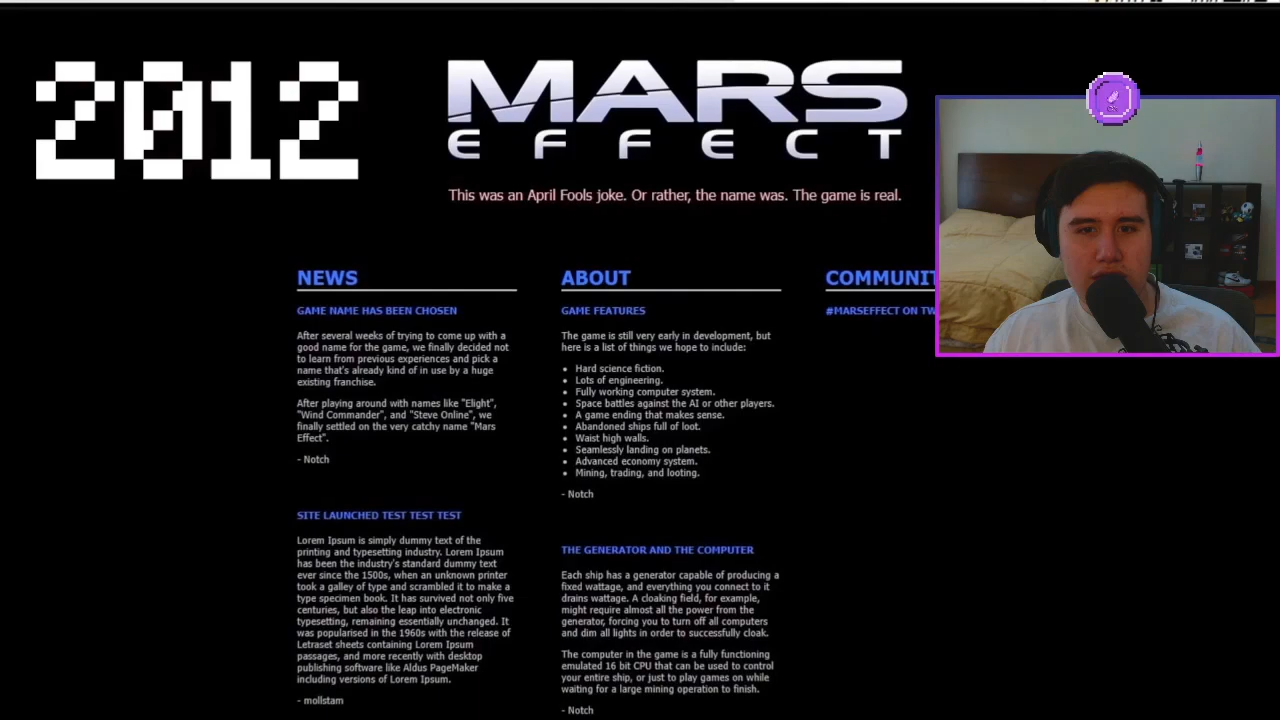 2012
MARS
EFFECT
This was an April Fools joke. Or rather, the name was. The game is real.
NEWS
GAME NAME HAS BEEN CHOSEN
After several weeks of trying to come up with a
good name for the game, we finally decided not
to learn from previous experiences and pick a
name that's already kind of in use by a huge
existing franchise.
After playing around with names like "Elight",
"Wind Commander", and "Steve Online", we
finally settled on the very catchy name "Mars
Effect".
- Notch
SITE LAUNCHED TEST TEST TEST
Lorem Ipsum is simply dummy text of the
printing and typesetting industry. Lorem Ipsum
has been the industry's standard dummy text
ever since the 1500s, when an unknown printer
took a galley of type and scrambled it to make a
type specimen book. It has survived not only five
centuries, but also the leap into electronic
typesetting, remaining essentially unchanged. It
was popularised in the 1960s with the release of
Letraset sheets containing Lorem Ipsum
passages, and more recently with desktop
publishing software like Aldus PageMaker
including versions of Lorem Ipsum.
- mollstam
ABOUT
GAME FEATURES
The game is still very early in development, but
here is a list of things we hope to include:
• Hard science fiction.
• Lots of engineering.
• Fully working computer system.
• Space battles against the AI or other players.
• A game ending that makes sense.
• Abandoned ships full of loot.
• Waist high walls.
• Seamlessly landing on planets.
• Advanced economy system.
• Mining, trading, and looting.
- Notch
THE GENERATOR AND THE COMPUTER
Each ship has a generator capable of producing a
fixed wattage, and everything you connect to it
drains wattage. A cloaking field, for example,
might require almost all the power from the
generator, forcing you to turn off all computers
and dim all lights in order to successfully cloak.
The computer in the game is a fully functioning
emulated 16 bit CPU that can be used to control
your entire ship, or just to play games on while
waiting for a large mining operation to finish.
- Notch
COMMUNIT
#MARSEFFECT ON TW